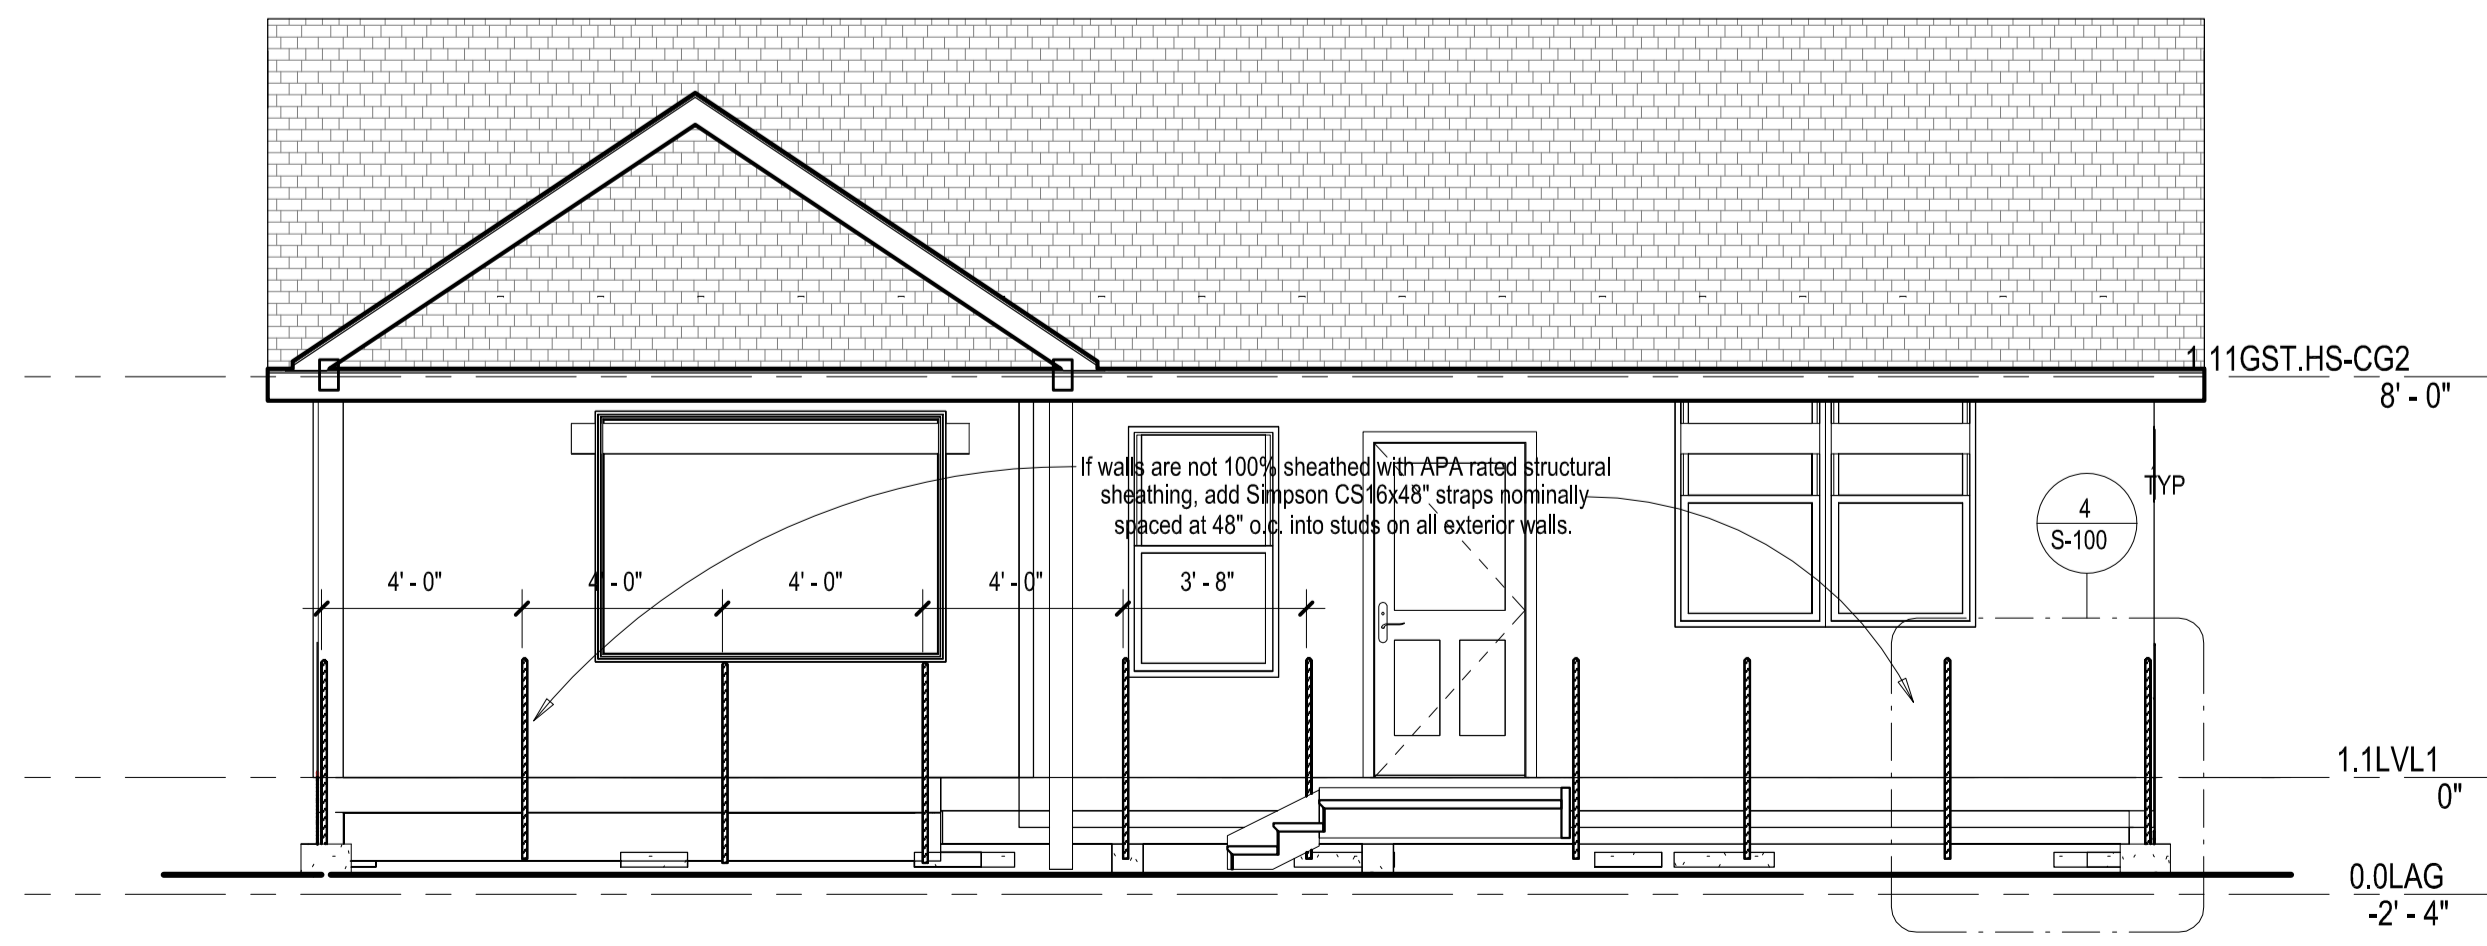 1.11GST.HS-CG2
8' - 0"
If walls are not 100% sheathed with APA rated structural
sheathing, add Simpson CS16x48" straps nominally
spaced at 48" o.c. into studs on all exterior walls.
TYP
4
S-100
4' - 0"
4' - 0"
4' - 0"
4' - 0"
3' - 8"
1.1LVL1
0"
0.0LAG
-2' - 4"